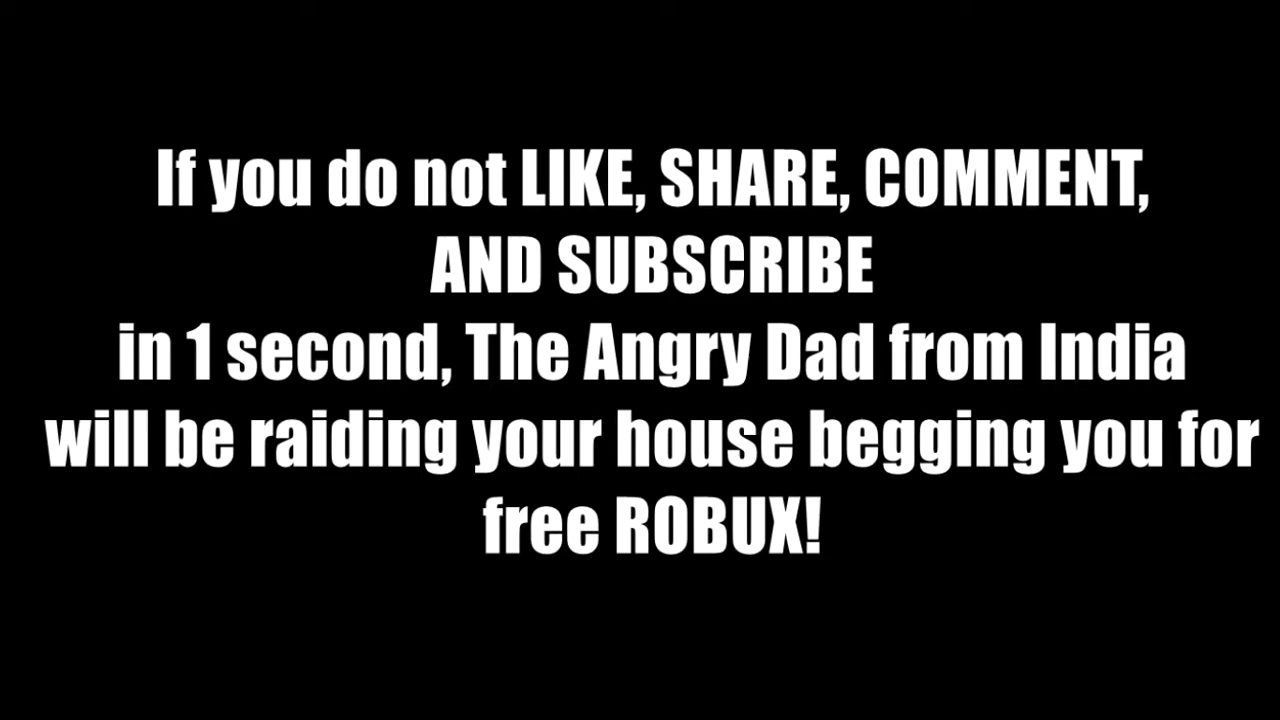 If you do not LIKE, SHARE, COMMENT,
AND SUBSCRIBE
in 1 second, The Angry Dad from India
will be raiding your house begging you for
free ROBUX!